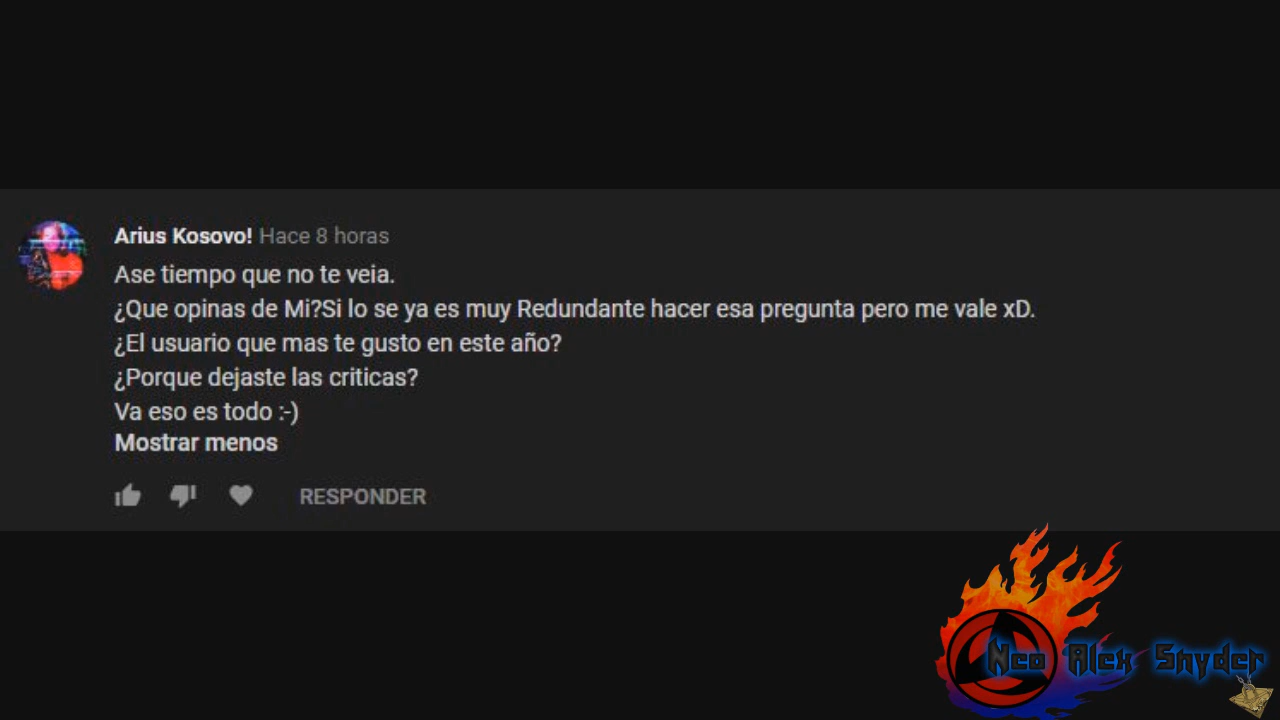 Arius Kosovo! Hace 8 horas
Ase tiempo que no te veia.
¿Que opinas de Mi?Si lo se ya es muy Redundante hacer esa pregunta pero me vale xD.
¿El usuario que mas te gusto en este año?
¿Porque dejaste las criticas?
Va eso es todo :-)
Mostrar menos
RESPONDER
Neo Alex Snyder